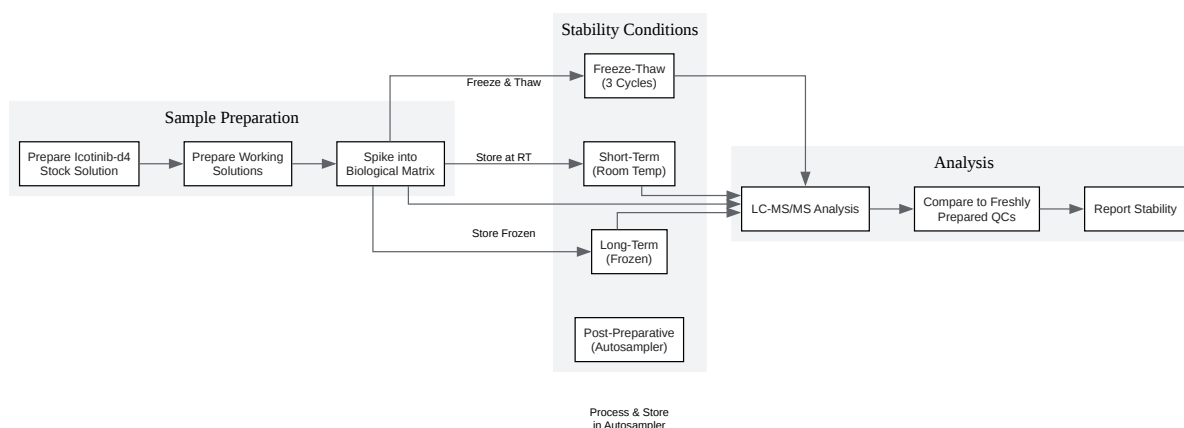 Stability Conditions
Freeze-Thaw
(3 Cycles)
Freeze & Thaw
Sample Preparation
Prepare Icotinib-d4
Stock Solution
Prepare Working
Solutions
Spike into
Biological Matrix
Store at RT
Short-Term
(Room Temp)
Analysis
LC-MS/MS Analysis
Compare to Freshly
Prepared QCs
Report Stability
Store Frozen
Long-Term
(Frozen)
Post-Preparative
(Autosampler)
Process & Store
in Autosampler